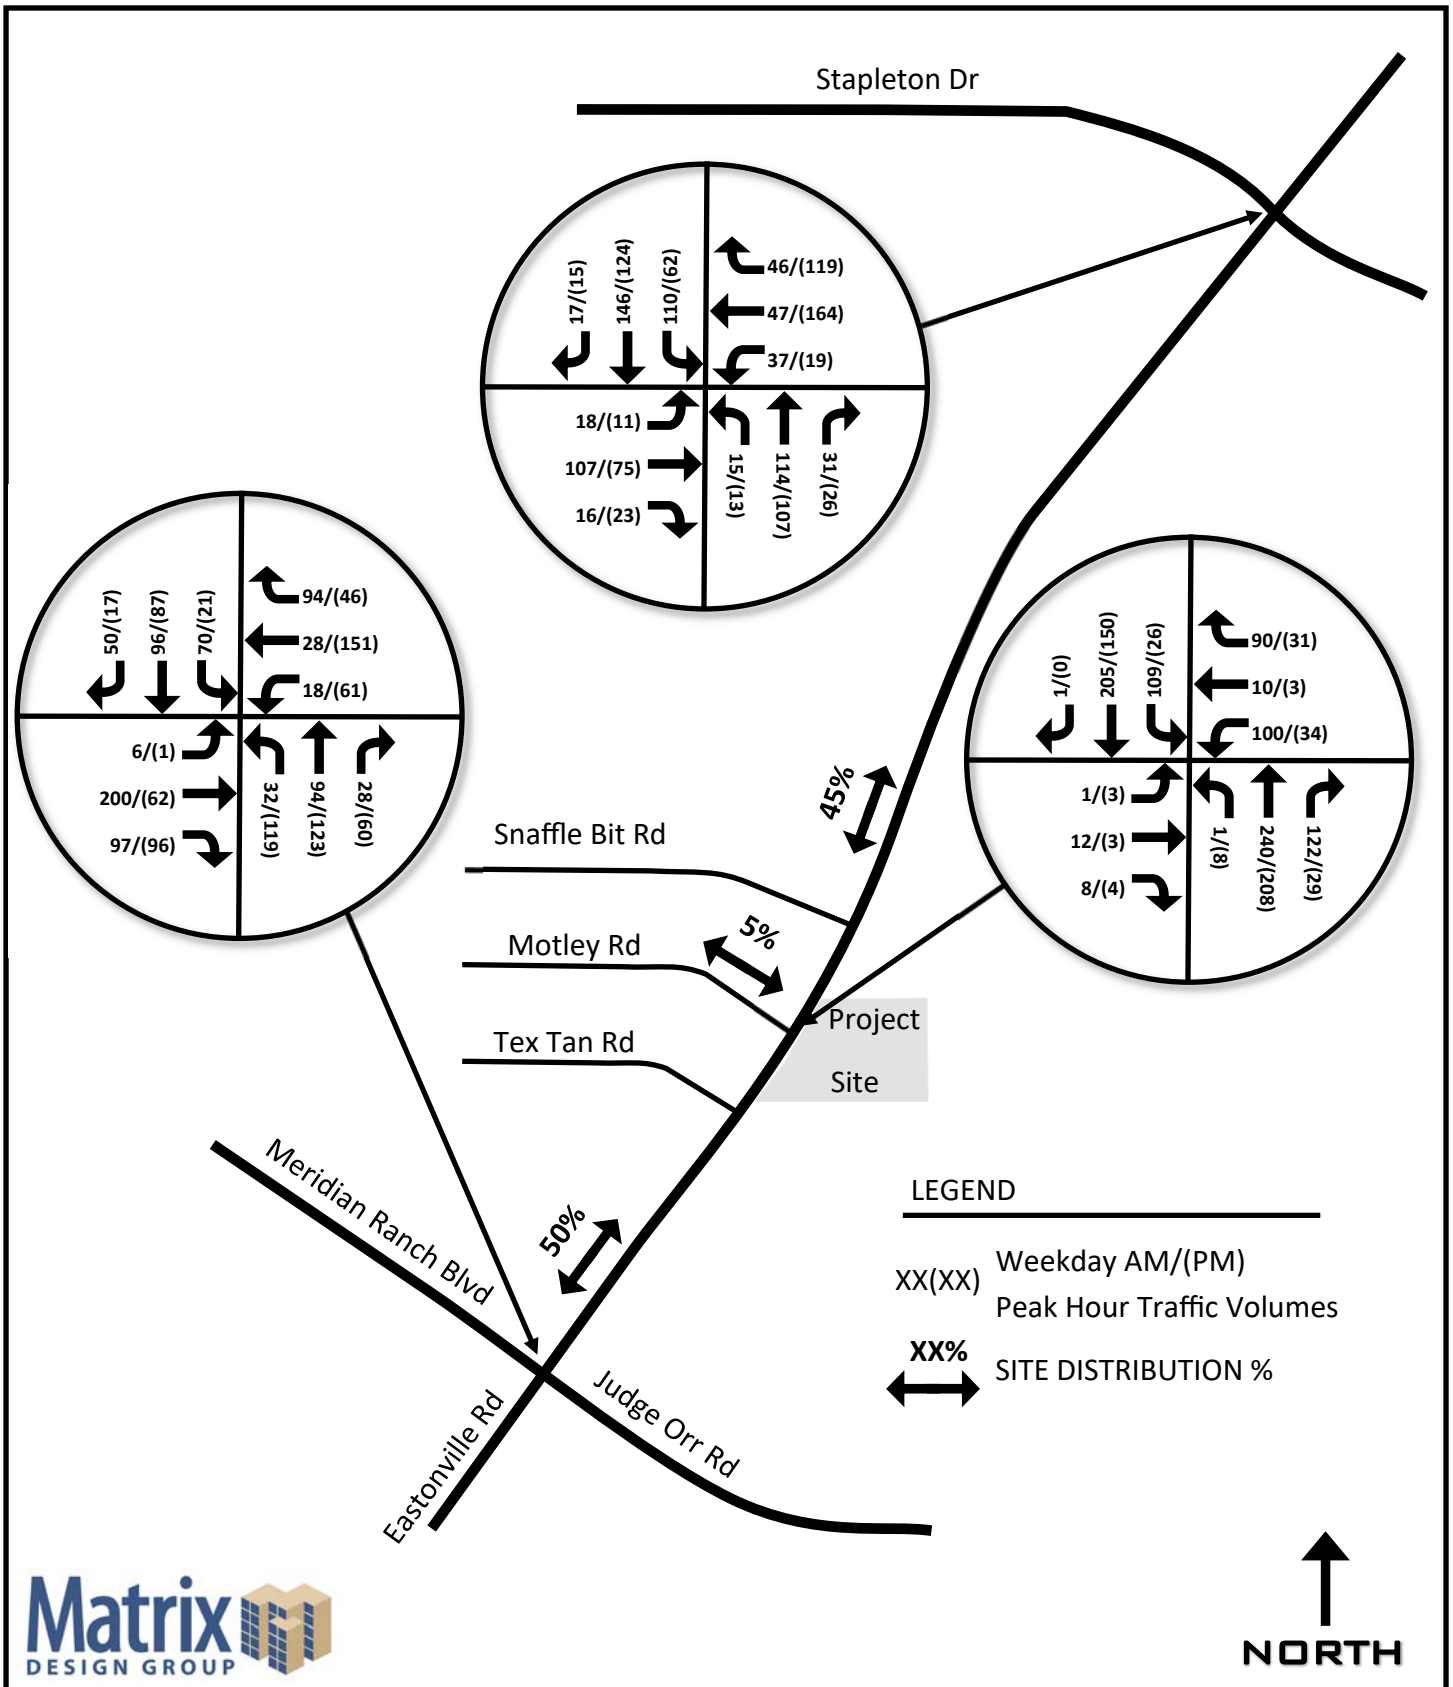 Stapleton Dr
17/(15)
146/(124)
110/(62)
46/(119)
47/(164)
37/(19)
18/(11)
107/(75)
16/(23)
15/(13)
114/(107)
31/(26)
50/(17)
96/(87)
70/(21)
94/(46)
28/(151)
18/(61)
6/(1)
200/(62)
97/(96)
32/(119)
94/(123)
28/(60)
1/(0)
205/(150)
109/(26)
90/(31)
10/(3)
100/(34)
1/(3)
12/(3)
8/(4)
1/(8)
240/(208)
122/(29)
45%
Snaffle Bit Rd
5%
Motley Rd
Tex Tan Rd
Project
Site
50%
Meridian Ranch Blvd
Judge Orr Rd
Eastonville Rd
LEGEND
XX(XX)
Weekday AM/(PM)
Peak Hour Traffic Volumes
XX%
SITE DISTRIBUTION %
Matrix
DESIGN GROUP
NORTH